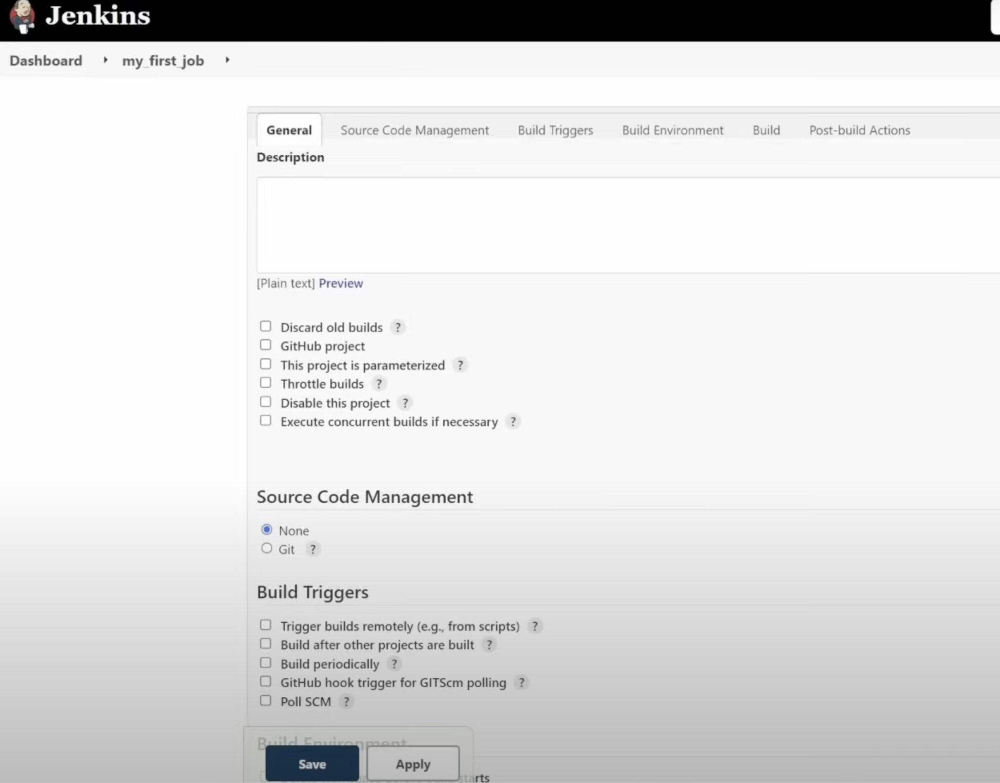 Jenkins
Dashboard
my_first_job
General Source Code Management Build Triggers Build Environment Build Post-build Actions
Description
[Plain text] Preview
Discard old builds ?
GitHub project
This project is parameterized ?
Throttle builds ?
Disable this project ?
Execute concurrent builds if necessary ?
Source Code Management
None
Git ?
Build Triggers
Trigger builds remotely (e.g., from scripts) ?
Build after other projects are built ?
Build periodically ?
GitHub hook trigger for GITScm polling ?
Poll SCM ?
Build Environment
Save Apply
starts